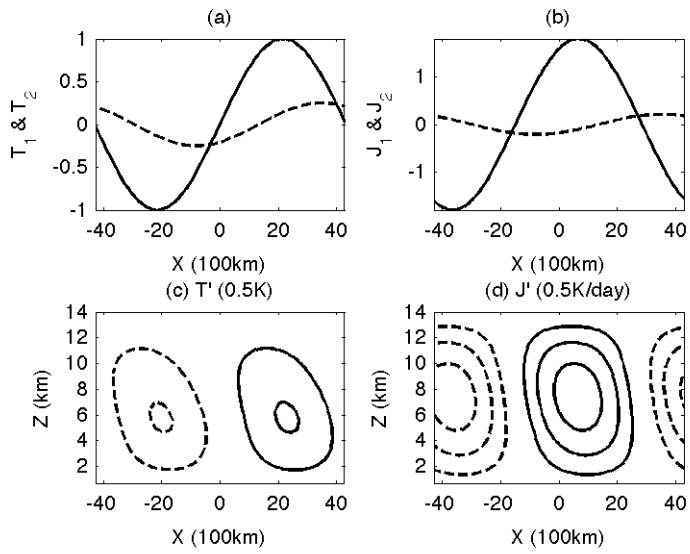 (a)
(b)
T₁ & T₂
1
0.5
0
-0.5
-1
-40 -20 0 20 40
X (100km)
J₁ & J₂
1
0
-1
-40 -20 0 20 40
X (100km)
(c) T' (0.5K)
(d) J' (0.5K/day)
Z (km)
14
12
10
8
6
4
2
-40 -20 0 20 40
X (100km)
Z (km)
14
12
10
8
6
4
2
-40 -20 0 20 40
X (100km)